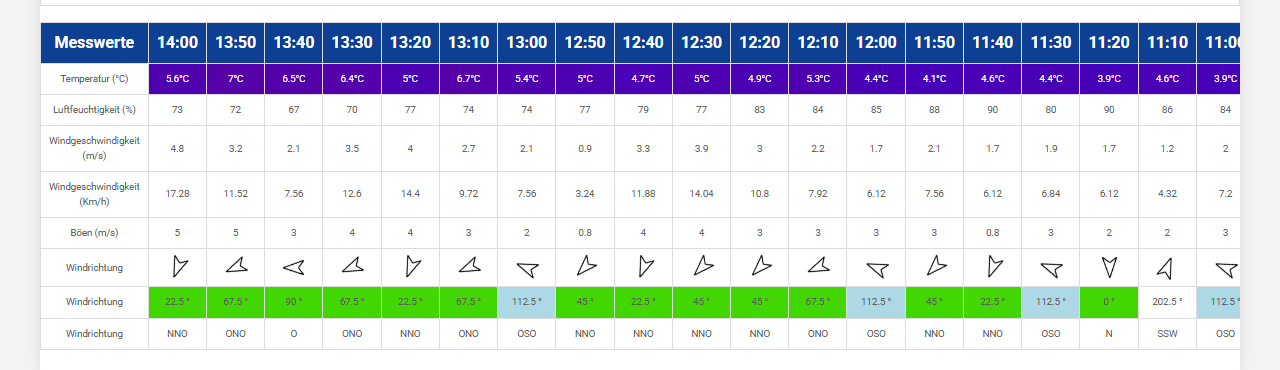 Messwerte 14:00 13:50 13:40 13:30 13:20 13:10 13:00 12:50 12:40 12:30 12:20 12:10 12:00 11:50 11:40 11:30 11:20 11:10 11:00
Temperatur (°C) 5.6°C 7°C 6.5°C 6.4°C 5°C 6.7°C 5.4°C 5°C 4.7°C 5°C 4.9°C 5.3°C 4.4°C 4.1°C 4.6°C 4.4°C 3.9°C 4.6°C 3.9°C
Luftfeuchtigkeit (%) 73 72 67 70 77 74 74 77 79 77 83 84 85 88 90 80 90 86 84
Windgeschwindigkeit
(m/s) 4.8 3.2 2.1 3.5 4 2.7 2.1 0.9 3.3 3.9 3 2.2 1.7 2.1 1.7 1.9 1.7 1.2 2
Windgeschwindigkeit
(Km/h) 17.28 11.52 7.56 12.6 14.4 9.72 7.56 3.24 11.88 14.04 10.8 7.92 6.12 7.56 6.12 6.84 6.12 4.32 7.2
Böen (m/s) 5 5 3 4 4 3 2 0.8 4 4 3 3 3 3 0.8 3 2 2 3
Windrichtung
Windrichtung 22.5 ° 67.5 ° 90 ° 67.5 ° 22.5 ° 67.5 ° 112.5 ° 45 ° 22.5 ° 45 ° 45 ° 67.5 ° 112.5 ° 45 ° 22.5 ° 112.5 ° 0 ° 202.5 ° 112.5 °
Windrichtung NNO ONO O ONO NNO ONO OSO NNO NNO NNO NNO ONO OSO NNO NNO OSO N SSW OSO